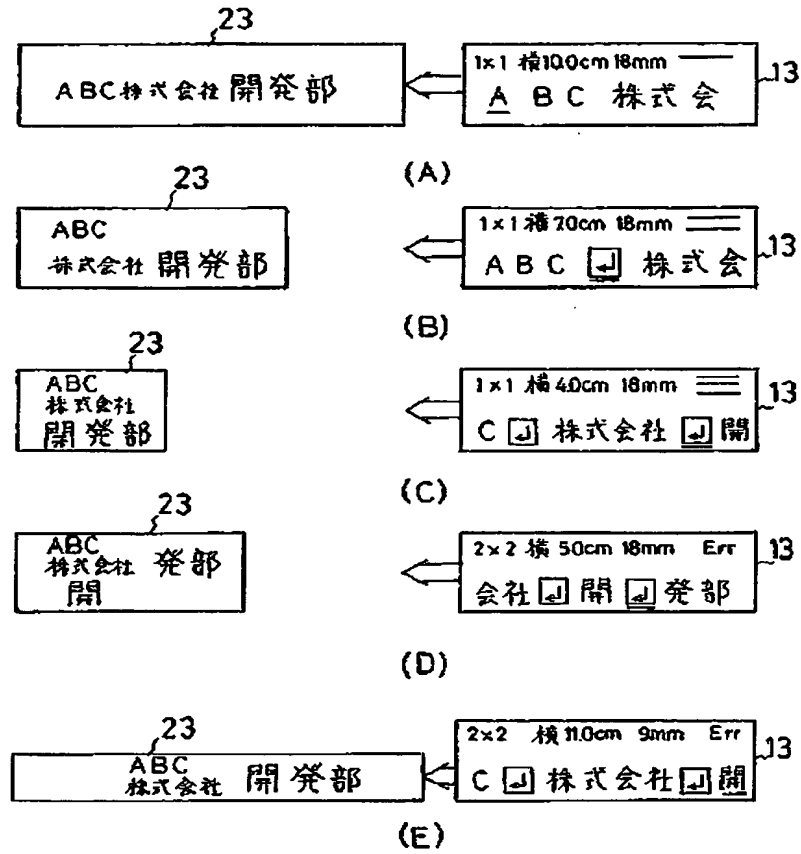 23
ABC株式会社 開発部
1×1 横10.0cm 18mm
A B C 株式会
13
(A)
23
ABC
株式会社 開発部
1×1 横 7.0cm 18mm
A B C ↵ 株式会
13
(B)
23
ABC
株式会社
開発部
1×1 横 4.0cm 18mm
C ↵ 株式会社 ↵ 開
13
(C)
23
ABC
株式会社 発部
開
2×2 横 5.0cm 18mm Err
会社 ↵ 開 ↵ 発部
13
(D)
23
ABC
株式会社 開発部
2×2 横 11.0cm 9mm Err
C ↵ 株式会社 ↵ 開
13
(E)